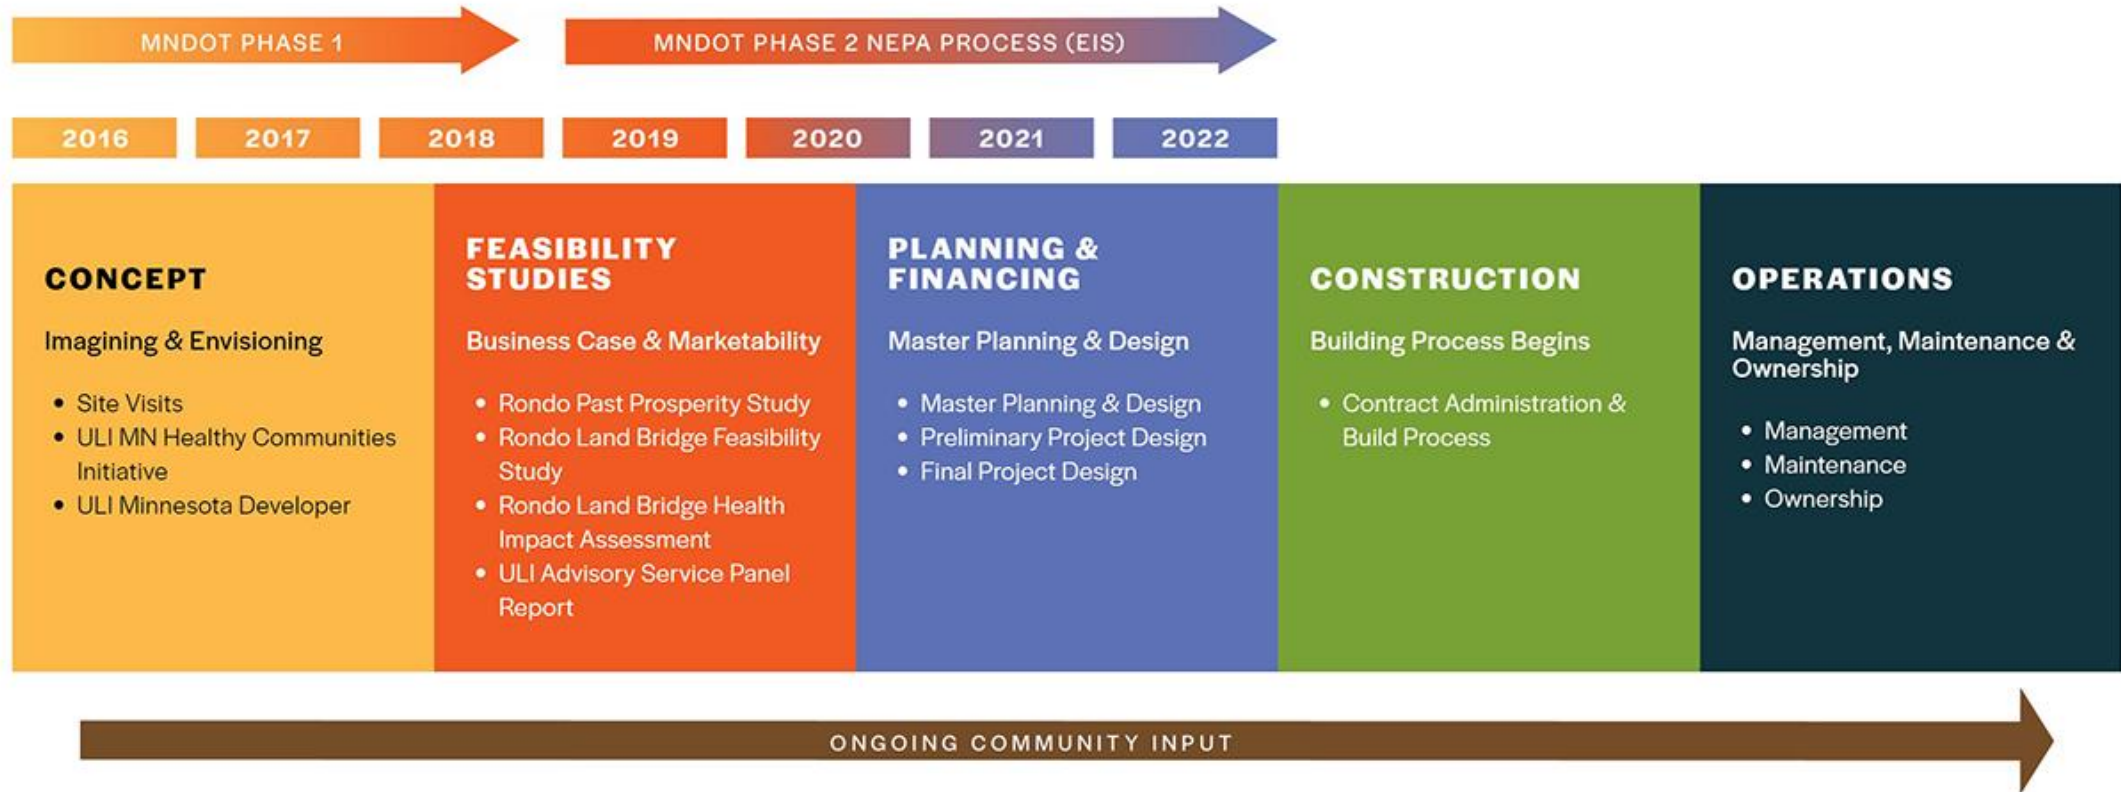 MNDOT PHASE 1
MNDOT PHASE 2 NEPA PROCESS (EIS)
2016
2017
2018
2019
2020
2021
2022
CONCEPT
Imagining & Envisioning
• Site Visits
• ULI MN Healthy Communities
Initiative
• ULI Minnesota Developer
FEASIBILITY
STUDIES
Business Case & Marketability
• Rondo Past Prosperity Study
• Rondo Land Bridge Feasibility
Study
• Rondo Land Bridge Health
Impact Assessment
• ULI Advisory Service Panel
Report
PLANNING &
FINANCING
Master Planning & Design
• Master Planning & Design
• Preliminary Project Design
• Final Project Design
CONSTRUCTION
Building Process Begins
• Contract Administration &
Build Process
OPERATIONS
Management, Maintenance &
Ownership
• Management
• Maintenance
• Ownership
ONGOING COMMUNITY INPUT